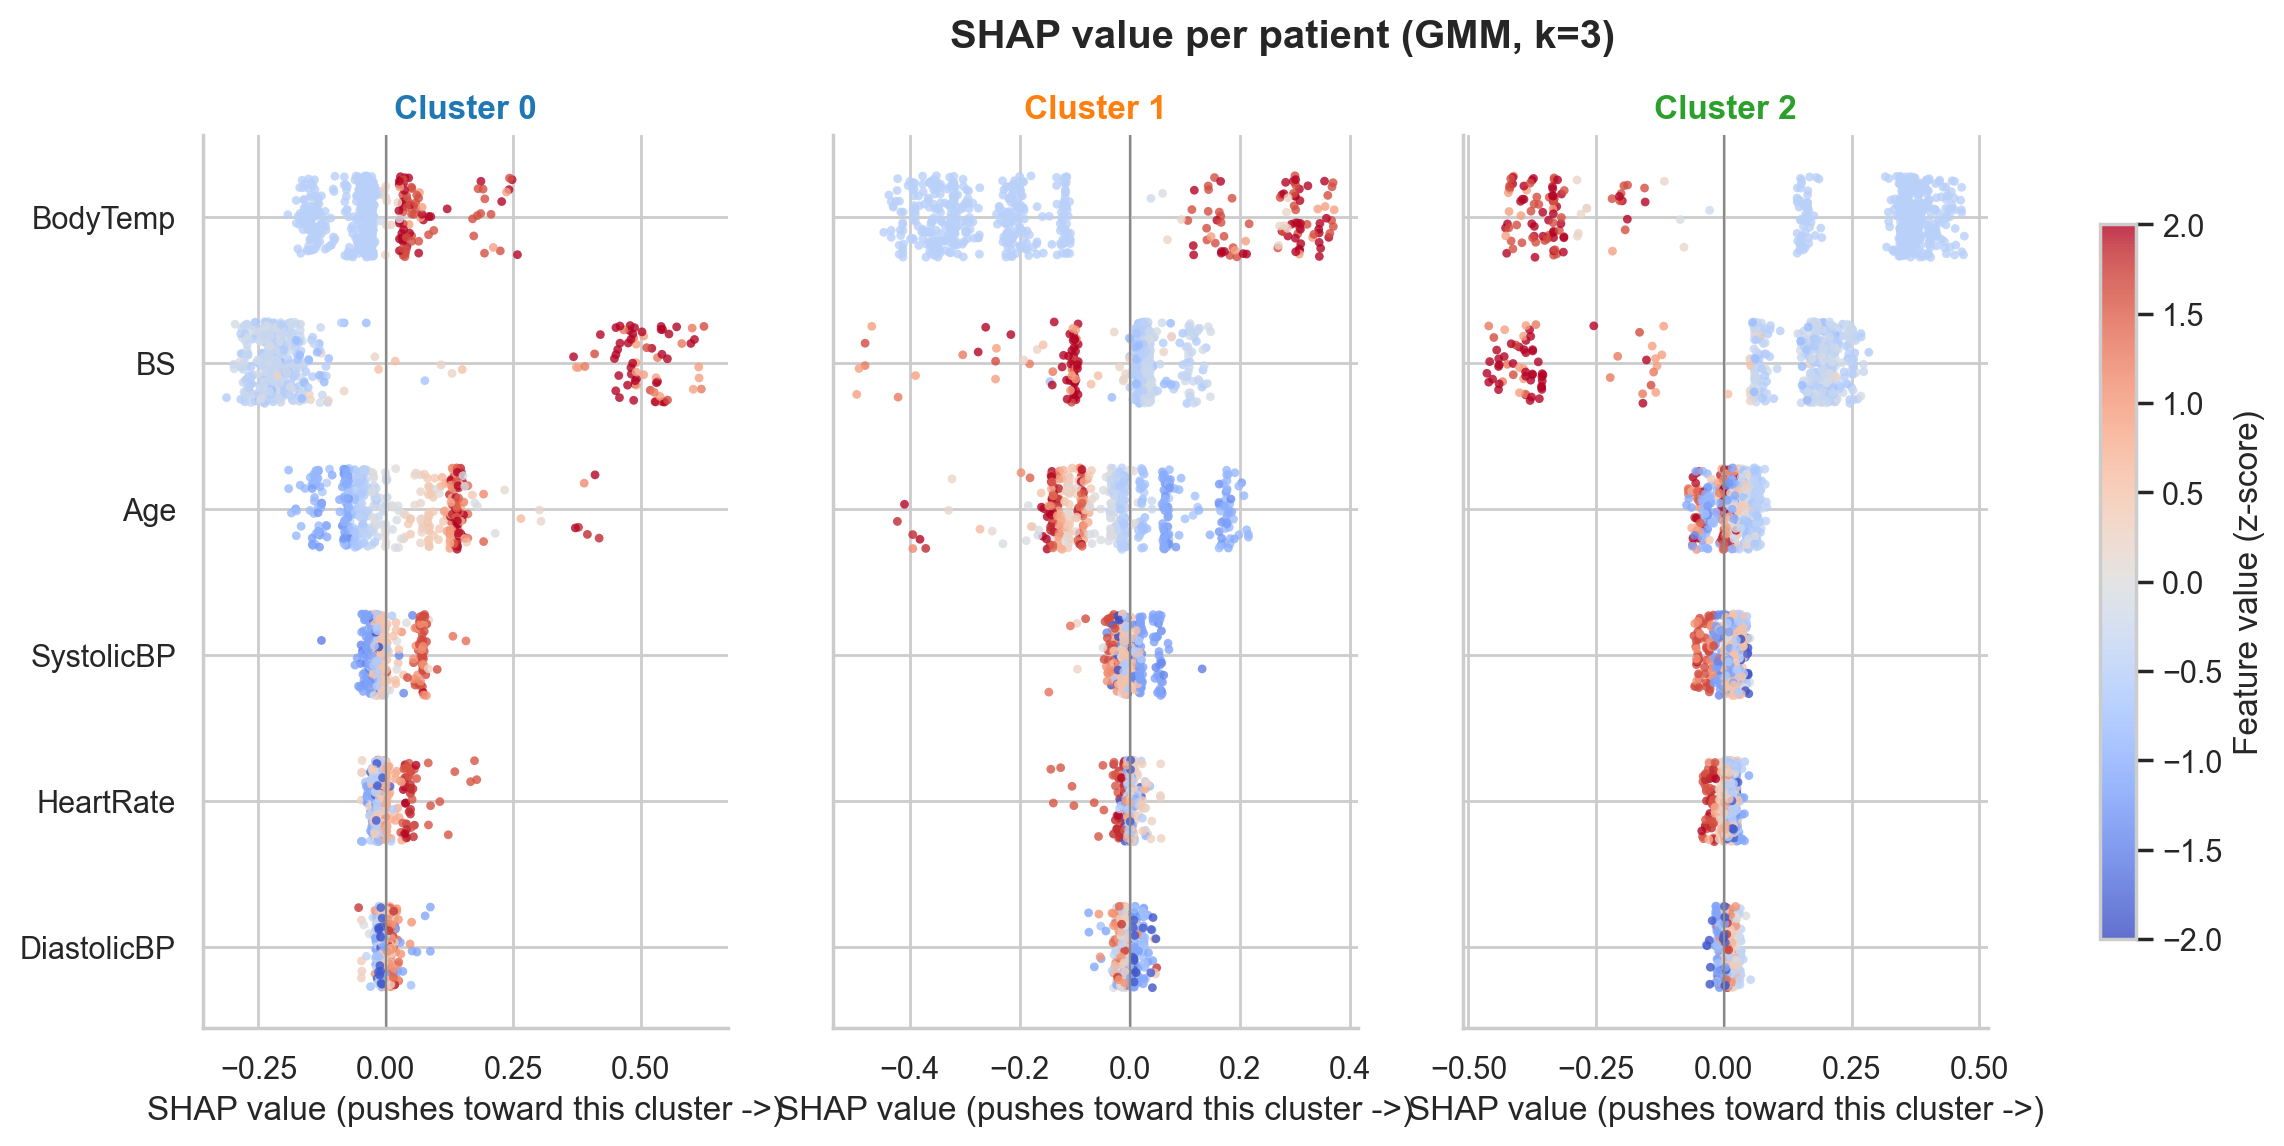 SHAP value per patient (GMM, k=3)
Cluster 0
Cluster 1
Cluster 2
BodyTemp
BS
Age
SystolicBP
HeartRate
DiastolicBP
−0.25 0.00 0.25 0.50
−0.4 −0.2 0.0 0.2 0.4
−0.50 −0.25 0.00 0.25 0.50
SHAP value (pushes toward this cluster ->)
SHAP value (pushes toward this cluster ->)
SHAP value (pushes toward this cluster ->)
2.0
1.5
1.0
0.5
0.0
−0.5
−1.0
−1.5
−2.0
Feature value (z-score)